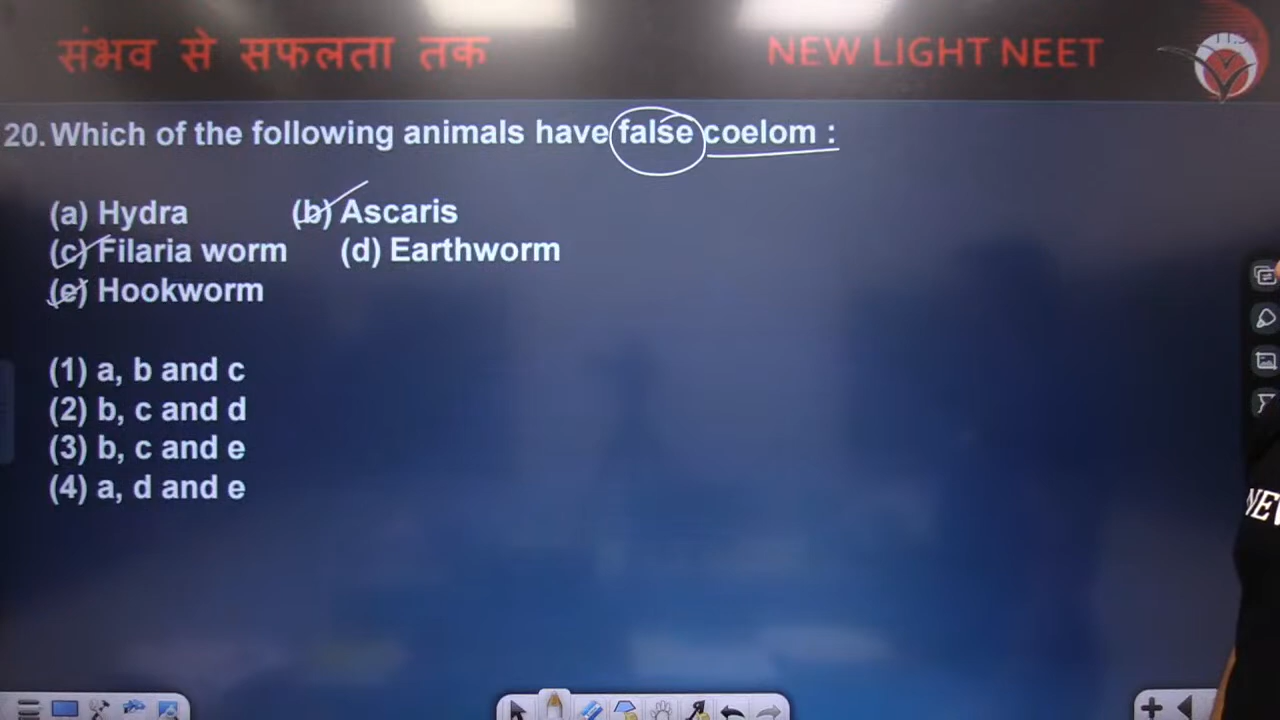 संभव से सफलता तक
NEW LIGHT NEET
20. Which of the following animals have false coelom :
(a) Hydra (b) Ascaris
(c) Filaria worm (d) Earthworm
(e) Hookworm
(1) a, b and c
(2) b, c and d
(3) b, c and e
(4) a, d and e